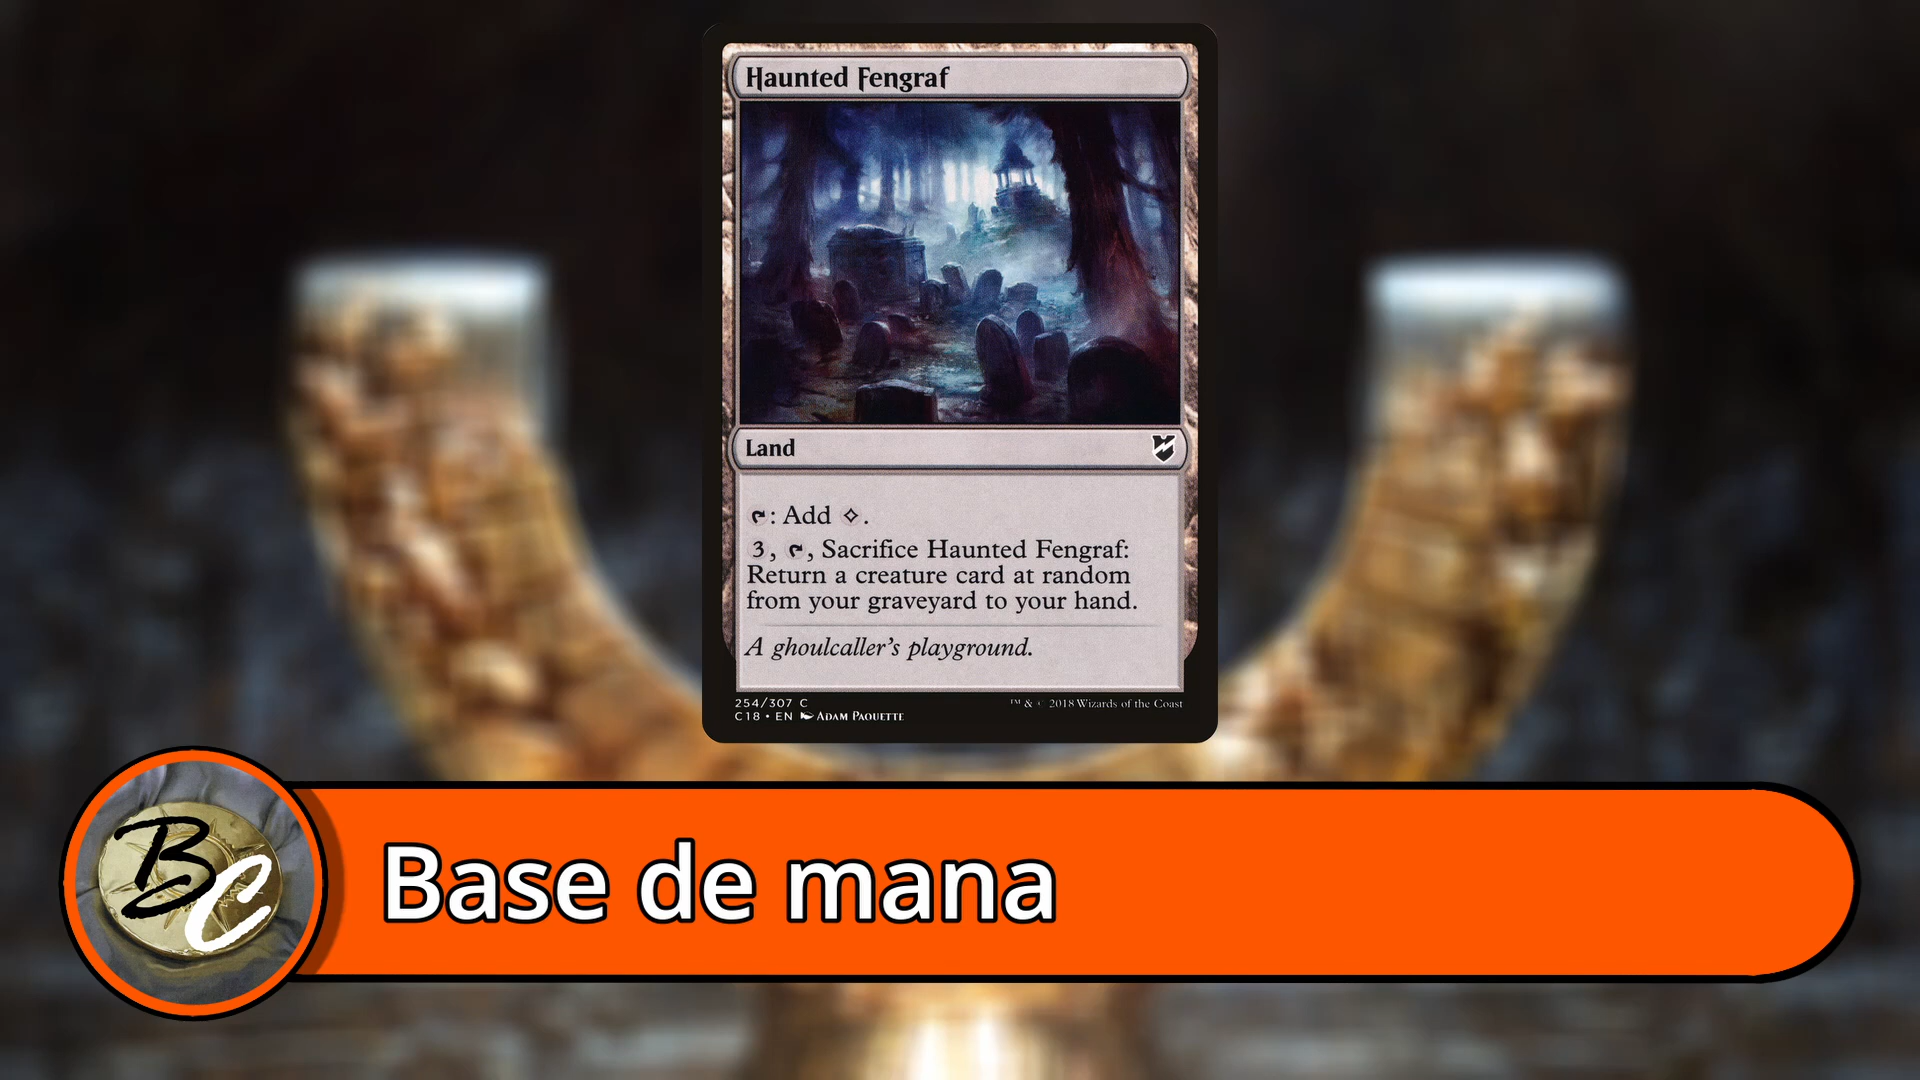 Haunted Fengraf
Land
: Add .
3, , Sacrifice Haunted Fengraf:
Return a creature card at random
from your graveyard to your hand.
A ghoulcaller's playground.
254/307 C
C18 • EN ADAM PAQUETTE
™ & © 2018 Wizards of the Coast
BC
Base de mana